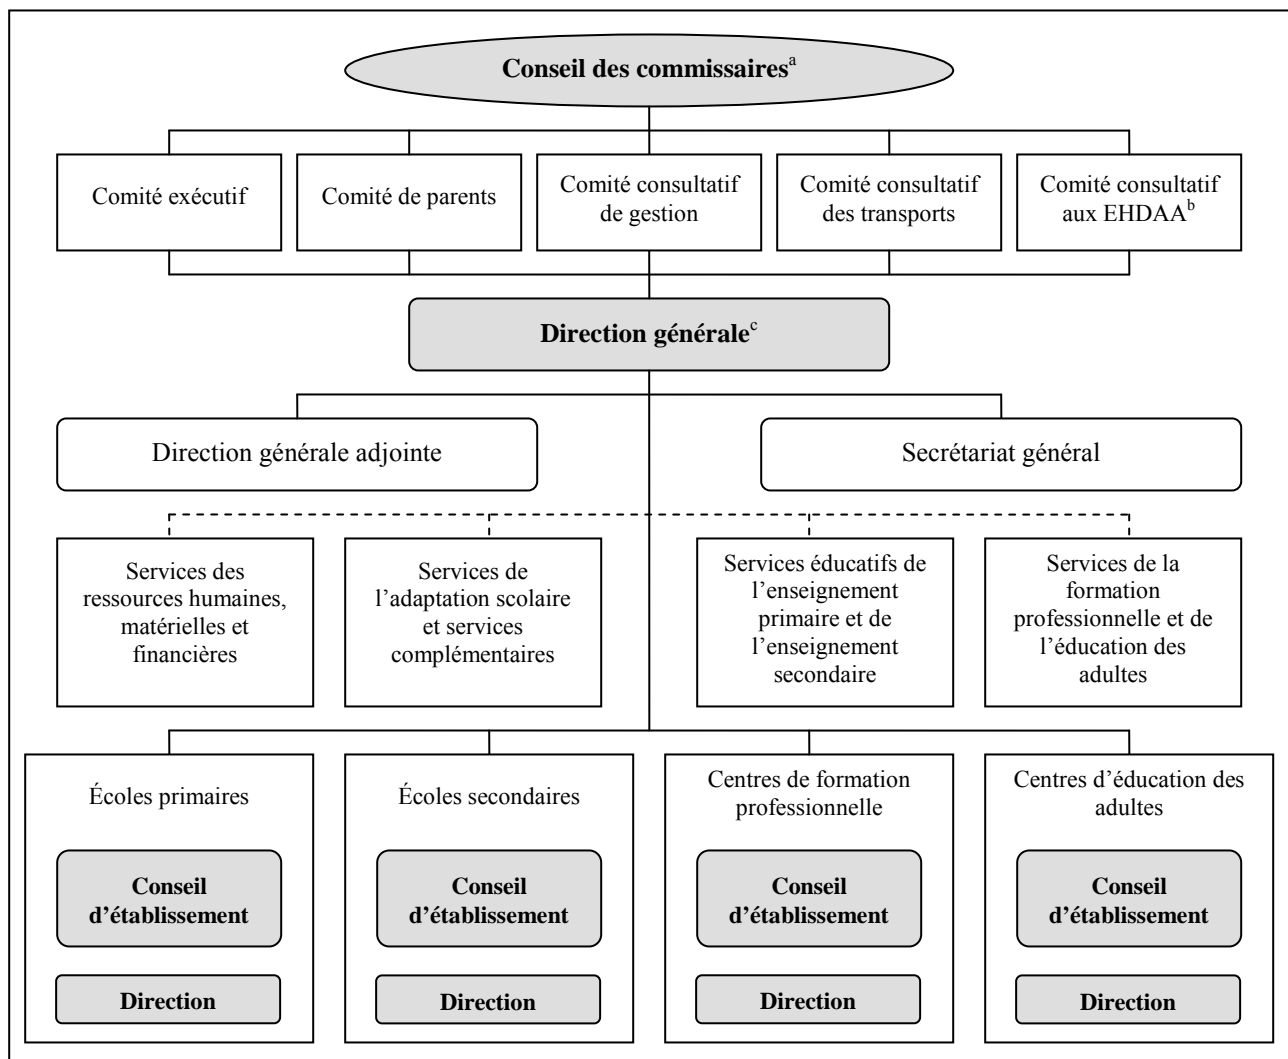 Conseil des commissairesᵃ
Comité exécutif
Comité de parents
Comité consultatif
de gestion
Comité consultatif
des transports
Comité consultatif
aux EHDAAᵇ
Direction généraleᶜ
Direction générale adjointe
Secrétariat général
Services des
ressources humaines,
matérielles et
financières
Services de
l’adaptation scolaire
et services
complémentaires
Services éducatifs de
l’enseignement
primaire et de
l’enseignement
secondaire
Services de la
formation
professionnelle et de
l’éducation des
adultes
Écoles primaires
Conseil
d’établissement
Direction
Écoles secondaires
Conseil
d’établissement
Direction
Centres de formation
professionnelle
Conseil
d’établissement
Direction
Centres d’éducation des
adultes
Conseil
d’établissement
Direction